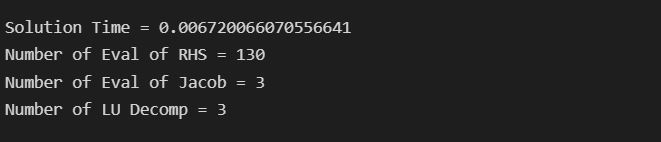 Solution Time = 0.006720066070556641
Number of Eval of RHS = 130
Number of Eval of Jacob = 3
Number of LU Decomp = 3